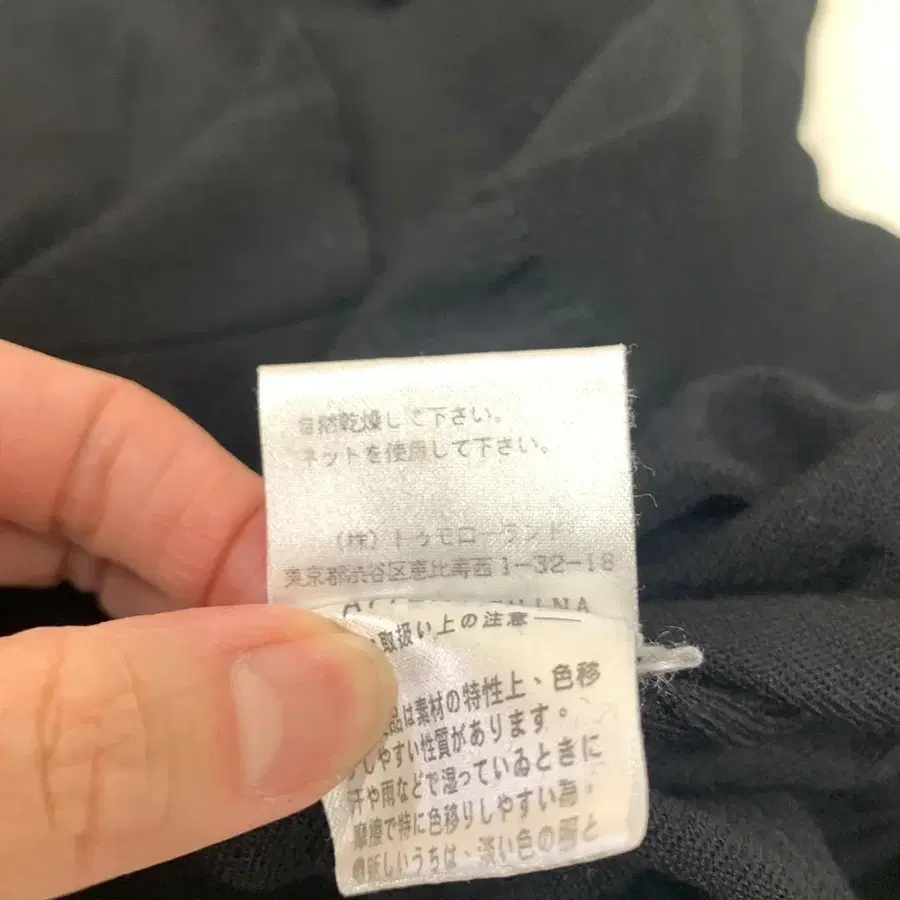 自然乾燥して下さい。
ネットを使用して下さい。
(株)トゥモローランド
東京都渋谷区恵比寿西1-32-18
CHINA
取扱い上の注意
品は素材の特性上、色移
しやすい性質があります。
汗や雨などで湿っているときに
摩擦で特に色移りしやすい為、
新しいうちは、淡い色の服と